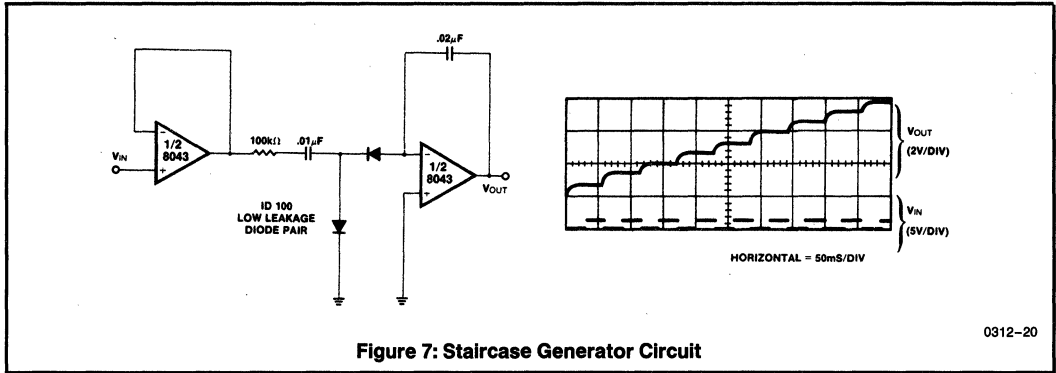 .02μF
100kΩ
.01μF
−
1/2
8043
+
VIN
−
1/2
8043
+
VOUT
ID 100
LOW LEAKAGE
DIODE PAIR
VOUT
(2V/DIV)
VIN
(5V/DIV)
HORIZONTAL = 50mS/DIV
0312–20
Figure 7: Staircase Generator Circuit